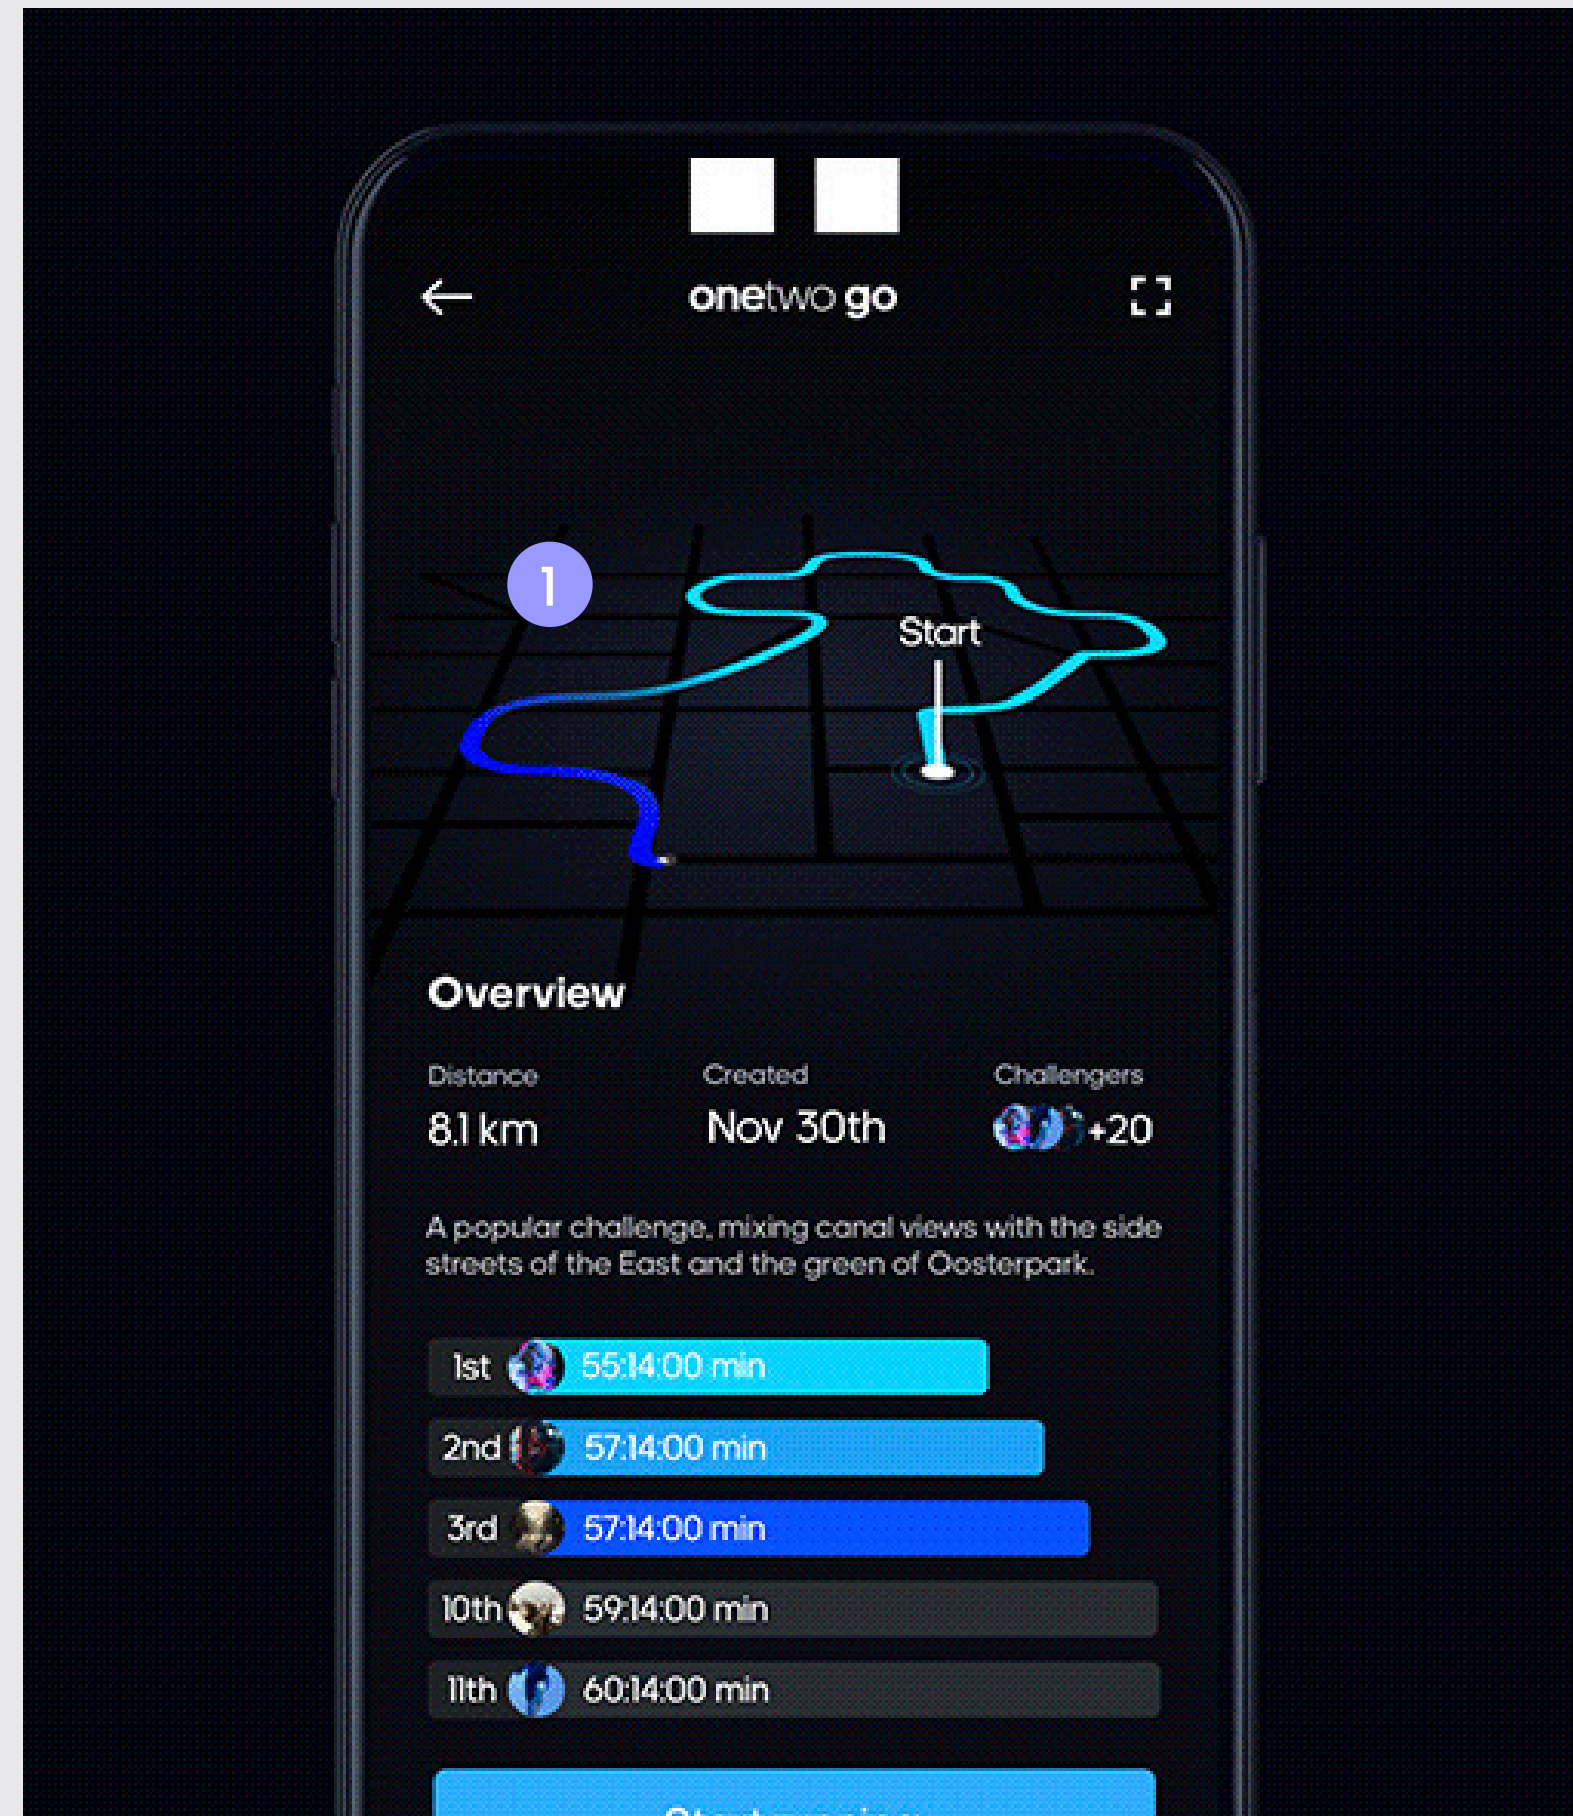 onetwo go
1
Start
Overview
Distance Created Challengers
8.1 km Nov 30th +20
A popular challenge, mixing canal views with the side
streets of the East and the green of Oosterpark.
1st 55:14:00 min
2nd 57:14:00 min
3rd 57:14:00 min
10th 59:14:00 min
11th 60:14:00 min